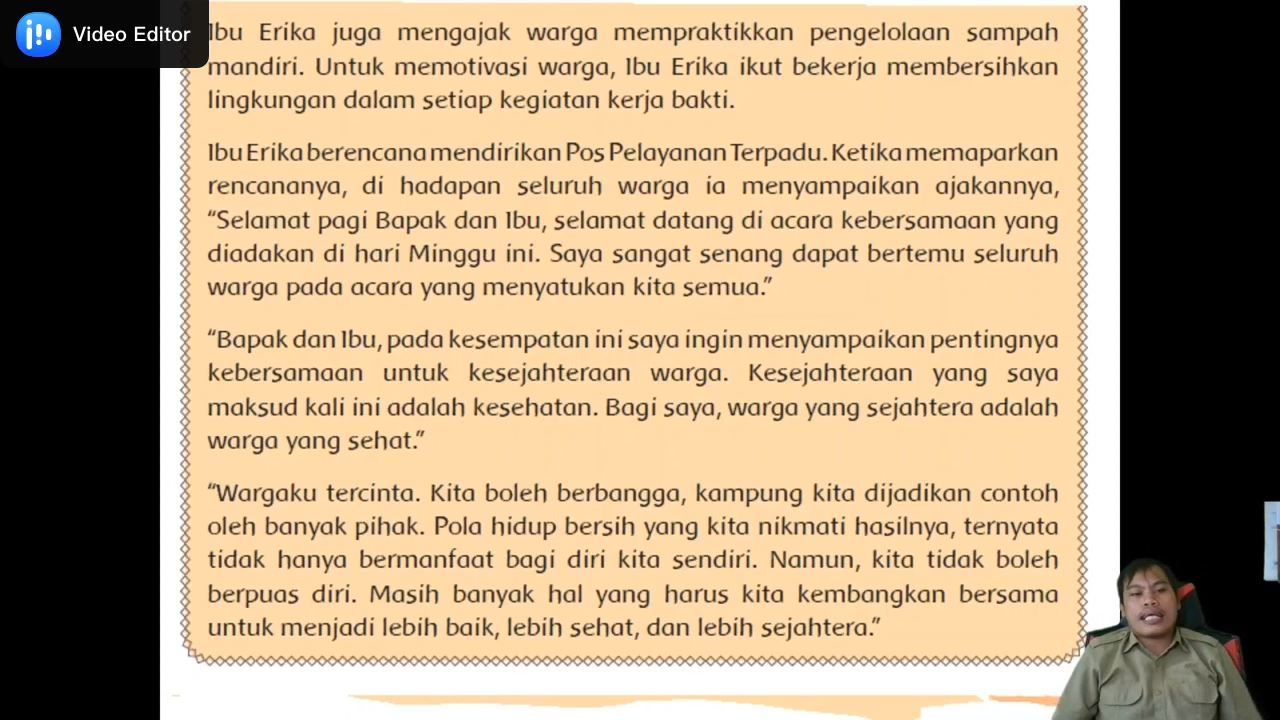 Video Editor
Ibu Erika juga mengajak warga mempraktikkan pengelolaan sampah
mandiri. Untuk memotivasi warga, Ibu Erika ikut bekerja membersihkan
lingkungan dalam setiap kegiatan kerja bakti.
Ibu Erika berencana mendirikan Pos Pelayanan Terpadu. Ketika memaparkan
rencananya, di hadapan seluruh warga ia menyampaikan ajakannya,
“Selamat pagi Bapak dan Ibu, selamat datang di acara kebersamaan yang
diadakan di hari Minggu ini. Saya sangat senang dapat bertemu seluruh
warga pada acara yang menyatukan kita semua.”
“Bapak dan Ibu, pada kesempatan ini saya ingin menyampaikan pentingnya
kebersamaan untuk kesejahteraan warga. Kesejahteraan yang saya
maksud kali ini adalah kesehatan. Bagi saya, warga yang sejahtera adalah
warga yang sehat.”
“Wargaku tercinta. Kita boleh berbangga, kampung kita dijadikan contoh
oleh banyak pihak. Pola hidup bersih yang kita nikmati hasilnya, ternyata
tidak hanya bermanfaat bagi diri kita sendiri. Namun, kita tidak boleh
berpuas diri. Masih banyak hal yang harus kita kembangkan bersama
untuk menjadi lebih baik, lebih sehat, dan lebih sejahtera.”